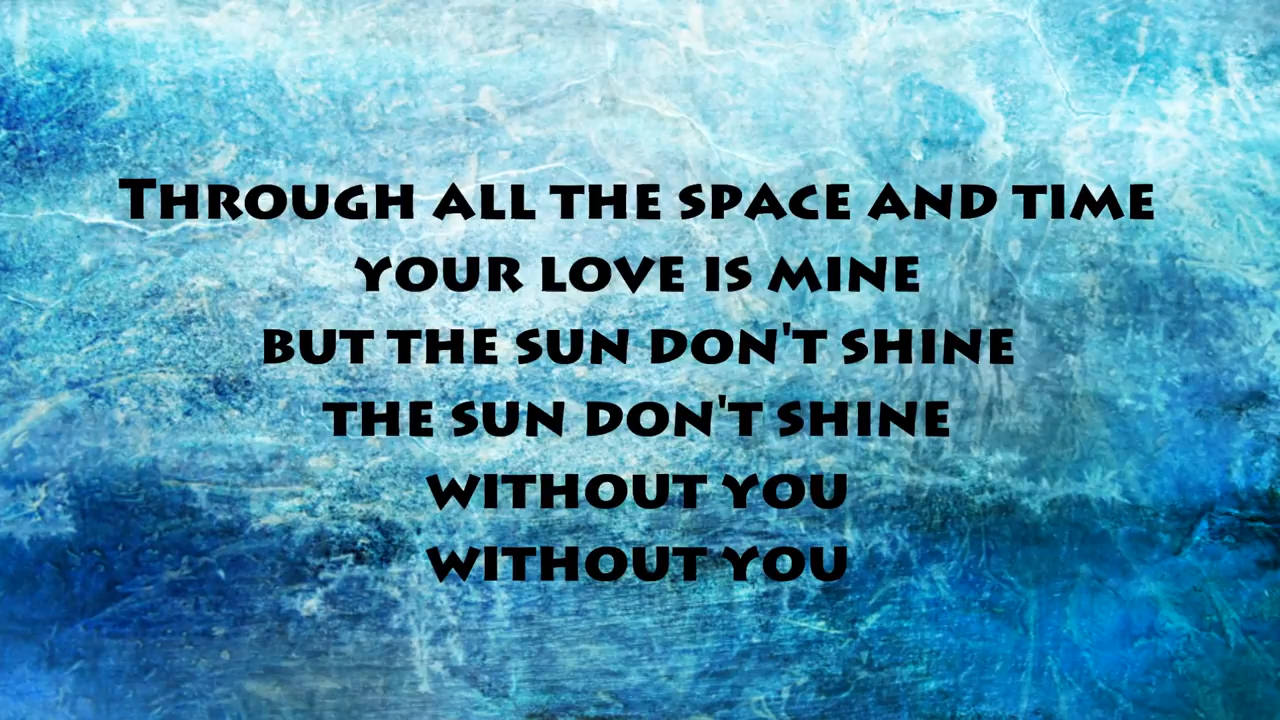 Through all the space and time
your love is mine
but the sun don't shine
the sun don't shine
without you
without you